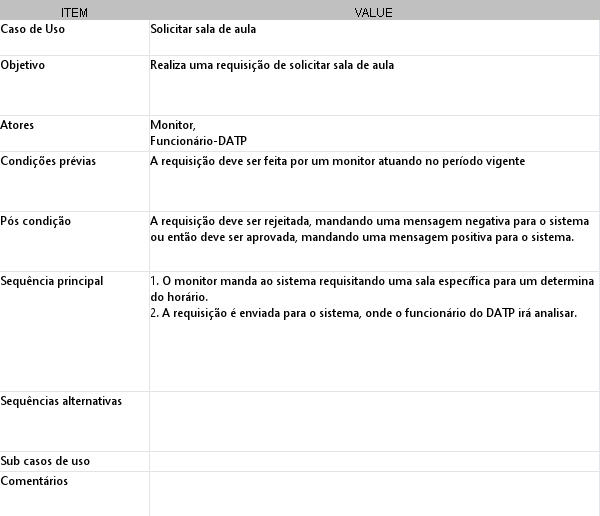 ITEM VALUE
Caso de Uso Solicitar sala de aula
Objetivo Realiza uma requisição de solicitar sala de aula
Atores Monitor,
Funcionário-DATP
Condições prévias A requisição deve ser feita por um monitor atuando no período vigente
Pós condição A requisição deve ser rejeitada, mandando uma mensagem negativa para o sistema
ou então deve ser aprovada, mandando uma mensagem positiva para o sistema.
Sequência principal 1. O monitor manda ao sistema requisitando uma sala específica para um determina
do horário.
2. A requisição é enviada para o sistema, onde o funcionário do DATP irá analisar.
Sequências alternativas
Sub casos de uso
Comentários